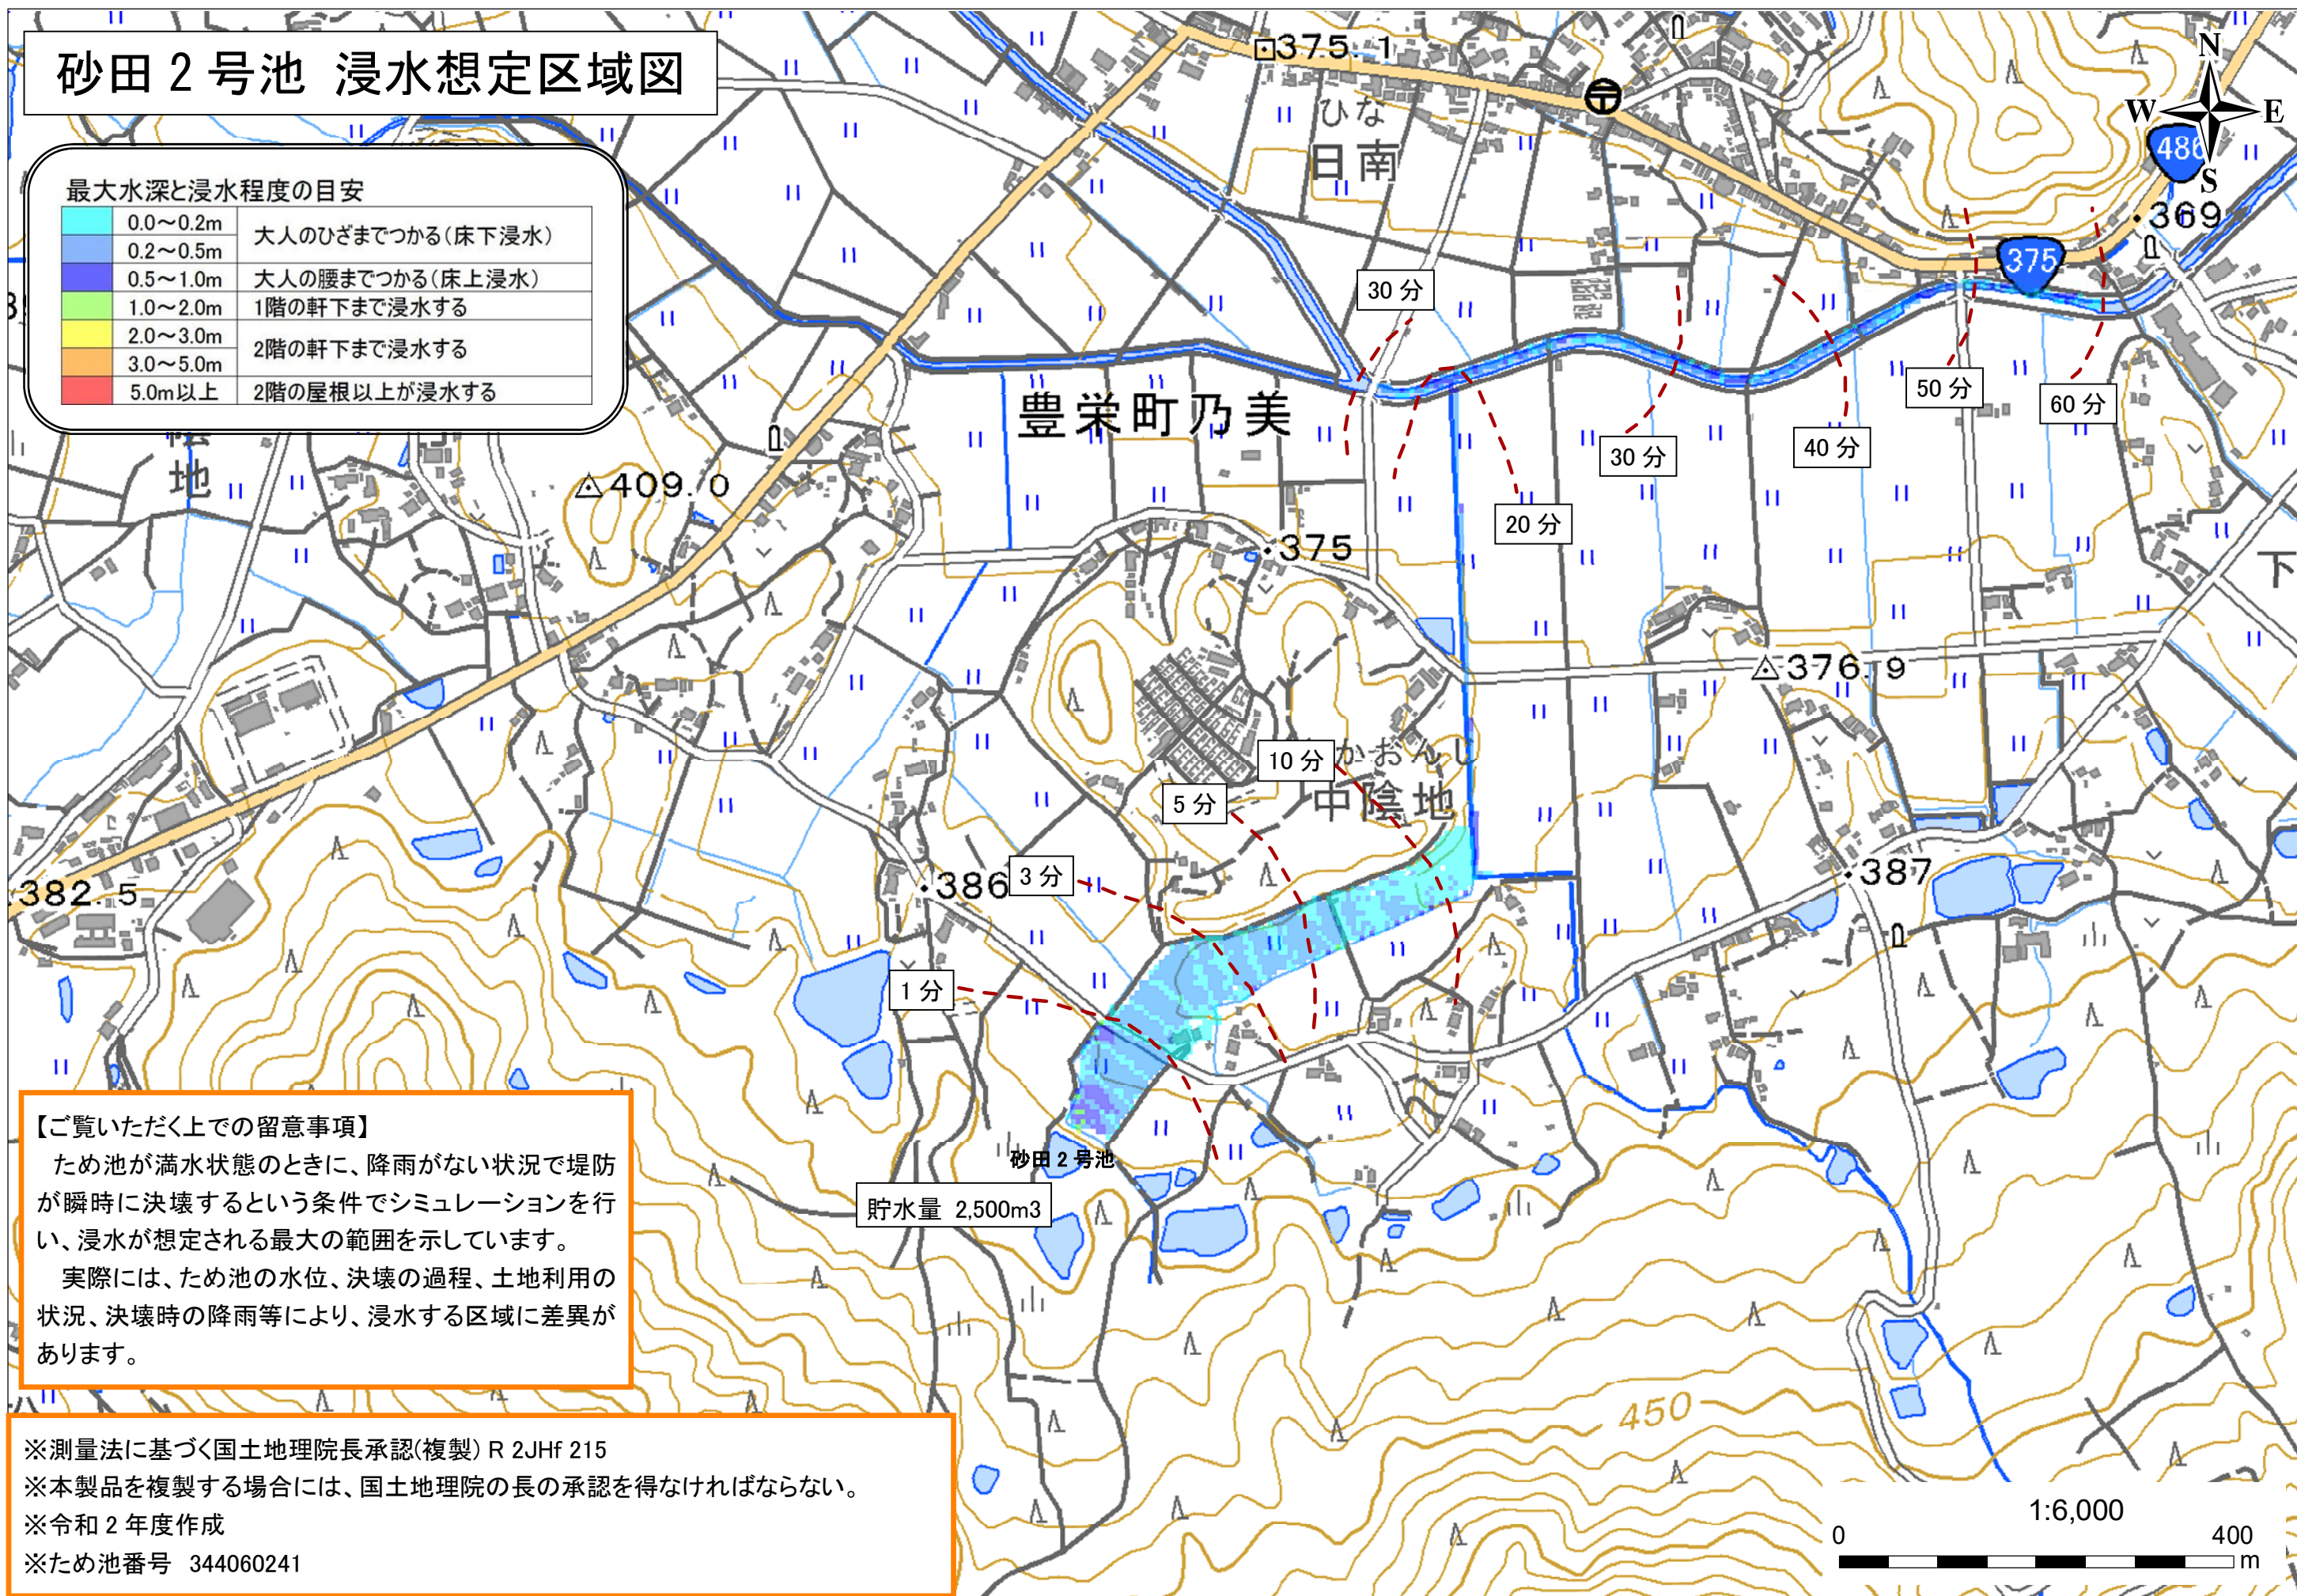 砂田２号池 浸水想定区域図
最大水深と浸水程度の目安
0.0～0.2m
大人のひざまでつかる(床下浸水)
0.2～0.5m
0.5～1.0m 大人の腰までつかる(床上浸水)
1.0～2.0m 1階の軒下まで浸水する
2.0～3.0m
2階の軒下まで浸水する
3.0～5.0m
5.0m以上 2階の屋根以上が浸水する
375.1
ひな
日南
N
W E
S
486
369
375
30 分
50 分
60 分
豊栄町乃美
40 分
30 分
20 分
地
409.0
375
下
376.9
10 分
かおんじ
中陰地
5 分
3 分
386
387
382.5
1 分
砂田２号池
貯水量 2,500m3
450
【ご覧いただく上での留意事項】
ため池が満水状態のときに、降雨がない状況で堤防
が瞬時に決壊するという条件でシミュレーションを行
い、浸水が想定される最大の範囲を示しています。
実際には、ため池の水位、決壊の過程、土地利用の
状況、決壊時の降雨等により、浸水する区域に差異が
あります。
※測量法に基づく国土地理院長承認(複製) R 2JHf 215
※本製品を複製する場合には、国土地理院の長の承認を得なければならない。
※令和２年度作成
※ため池番号 344060241
1:6,000
0 400
m